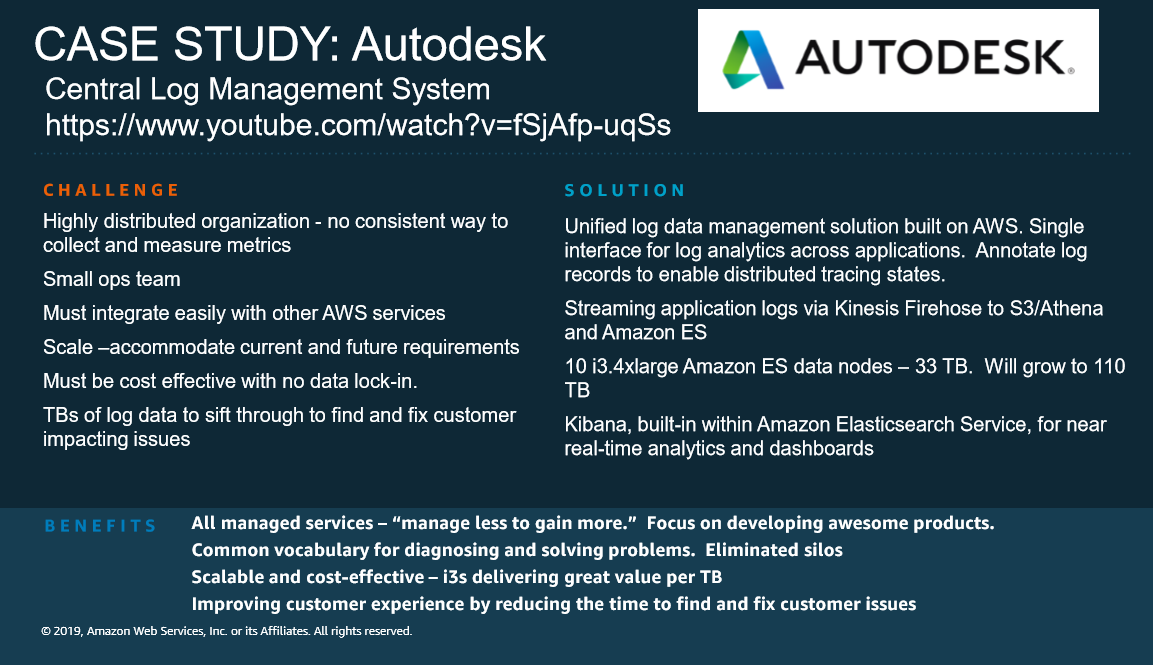 CASE STUDY: Autodesk
Central Log Management System
https://www.youtube.com/watch?v=fSjAfp-uqSs
AUTODESK®
CHALLENGE
Highly distributed organization - no consistent way to
collect and measure metrics
Small ops team
Must integrate easily with other AWS services
Scale –accommodate current and future requirements
Must be cost effective with no data lock-in.
TBs of log data to sift through to find and fix customer
impacting issues
SOLUTION
Unified log data management solution built on AWS. Single
interface for log analytics across applications.  Annotate log
records to enable distributed tracing states.
Streaming application logs via Kinesis Firehose to S3/Athena
and Amazon ES
10 i3.4xlarge Amazon ES data nodes – 33 TB.  Will grow to 110
TB
Kibana, built-in within Amazon Elasticsearch Service, for near
real-time analytics and dashboards
BENEFITS
All managed services – “manage less to gain more.”  Focus on developing awesome products.
Common vocabulary for diagnosing and solving problems.  Eliminated silos
Scalable and cost-effective – i3s delivering great value per TB
Improving customer experience by reducing the time to find and fix customer issues
© 2019, Amazon Web Services, Inc. or its Affiliates. All rights reserved.